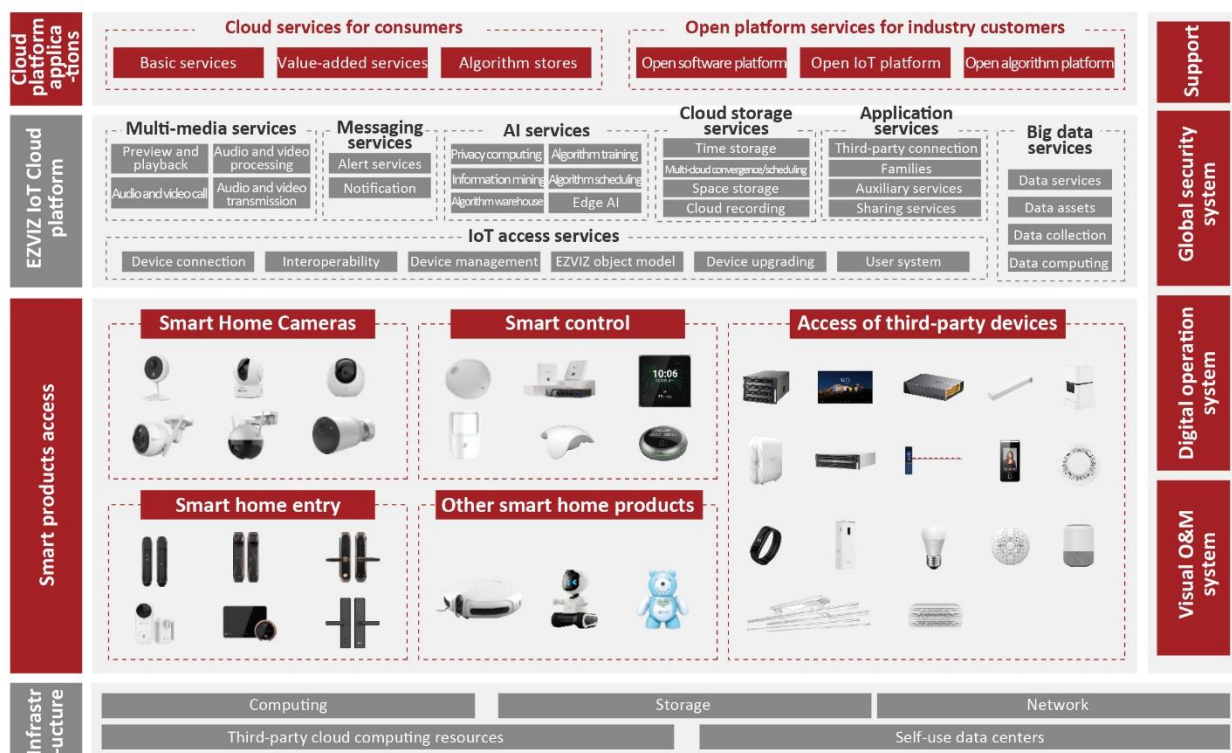 Cloud
platform
applica
-tions
Cloud services for consumers
Basic services
Value-added services
Algorithm stores
Open platform services for industry customers
Open software platform
Open IoT platform
Open algorithm platform
Support
EZVIZ IoT Cloud
platform
Multi-media services
Preview and
playback
Audio and video
processing
Audio and video call
Audio and video
transmission
Messaging
services
Alert services
Notification
AI services
Privacy computing
Algorithm training
Information mining
Algorithm scheduling
Algorithm warehouse
Edge AI
Cloud storage
services
Time storage
Multi-cloud convergence/scheduling
Space storage
Cloud recording
Application
services
Third-party connection
Families
Auxiliary services
Sharing services
Big data
services
Data services
Data assets
Data collection
Data computing
IoT access services
Device connection
Interoperability
Device management
EZVIZ object model
Device upgrading
User system
Global security
system
Smart products access
Smart Home Cameras
Smart control
10:06
Access of third-party devices
Smart home entry
Other smart home products
Digital operation
system
Visual O&M
system
Infrastr
-ucture
Computing
Storage
Network
Third-party cloud computing resources
Self-use data centers